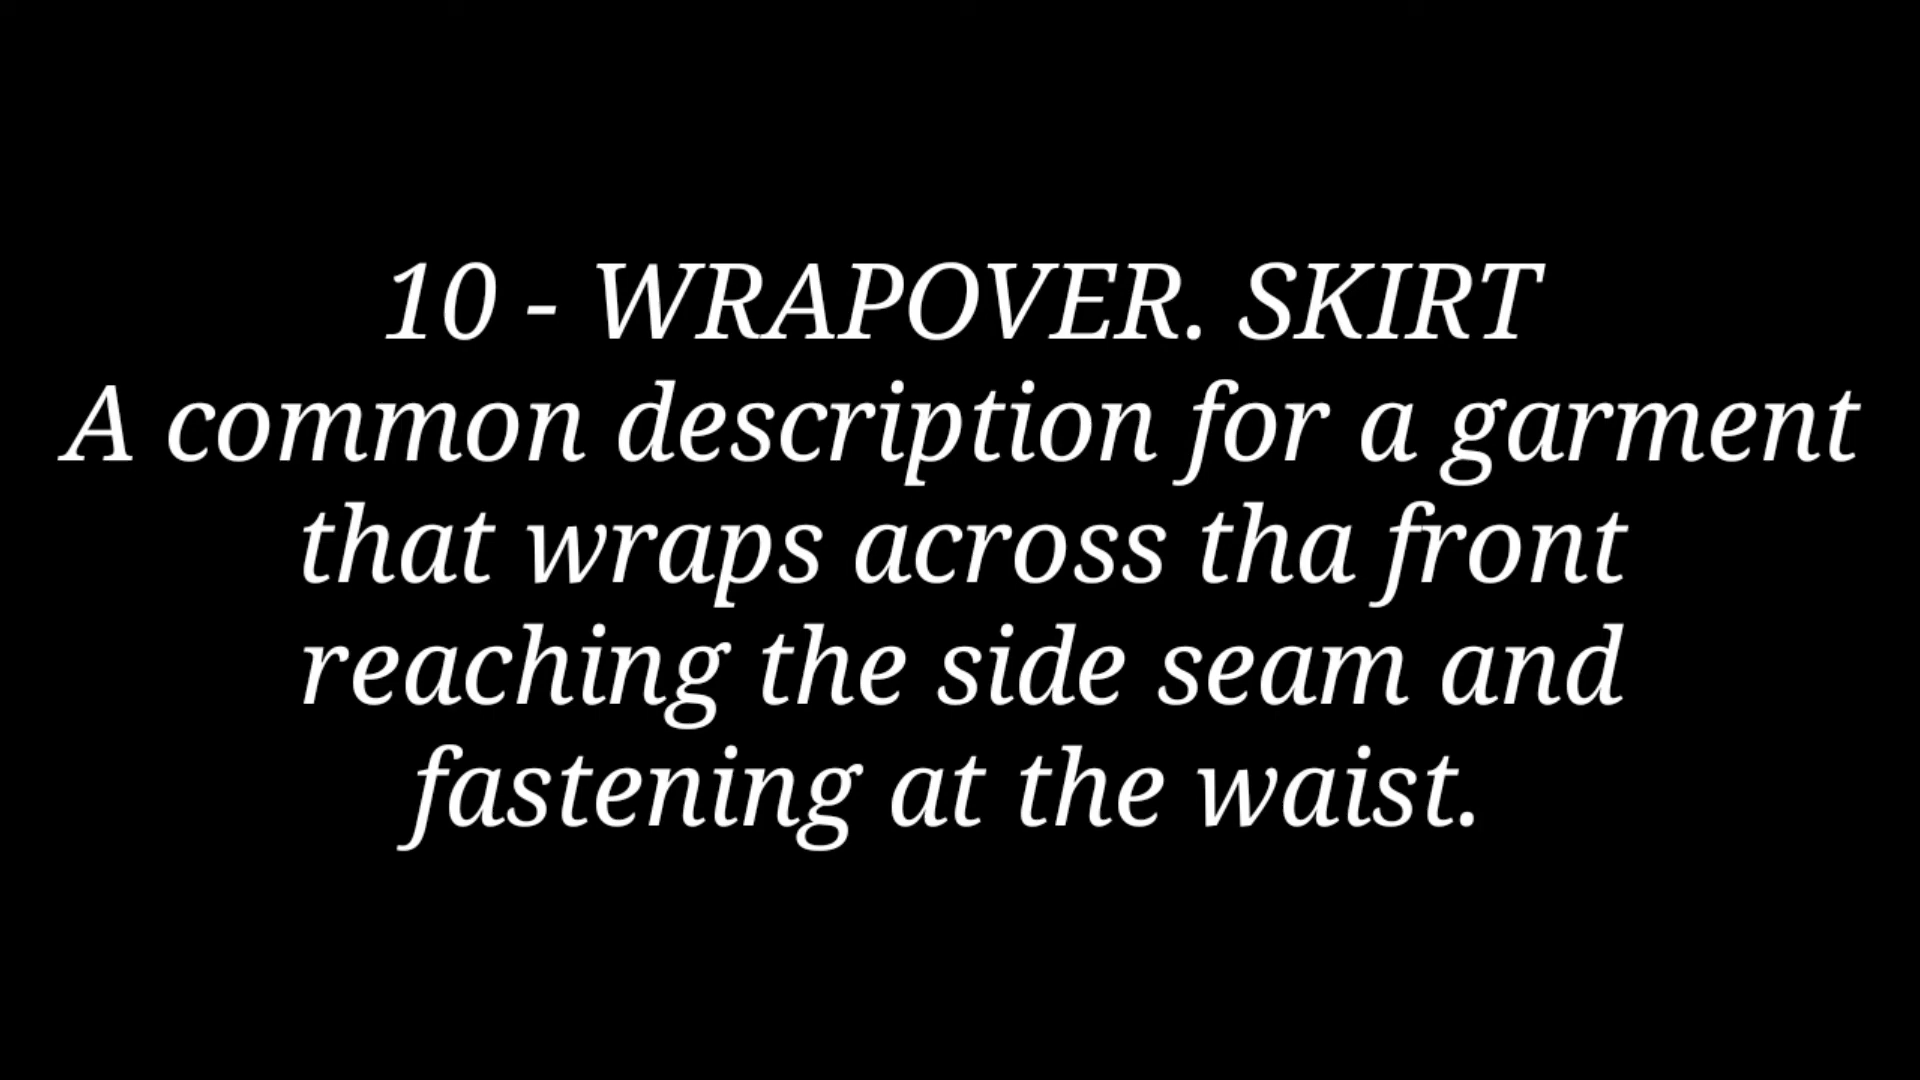 10 - WRAPOVER. SKIRT
A common description for a garment
that wraps across tha front
reaching the side seam and
fastening at the waist.